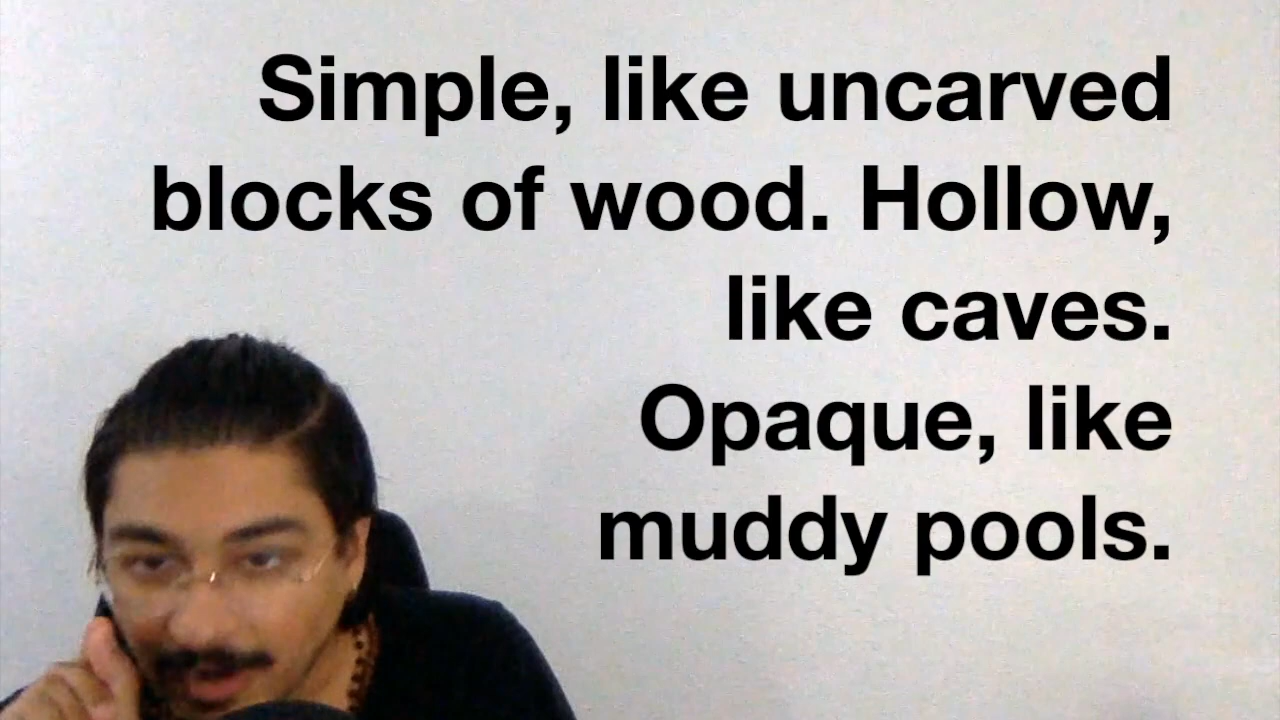 Simple, like uncarved
blocks of wood. Hollow,
like caves.
Opaque, like
muddy pools.